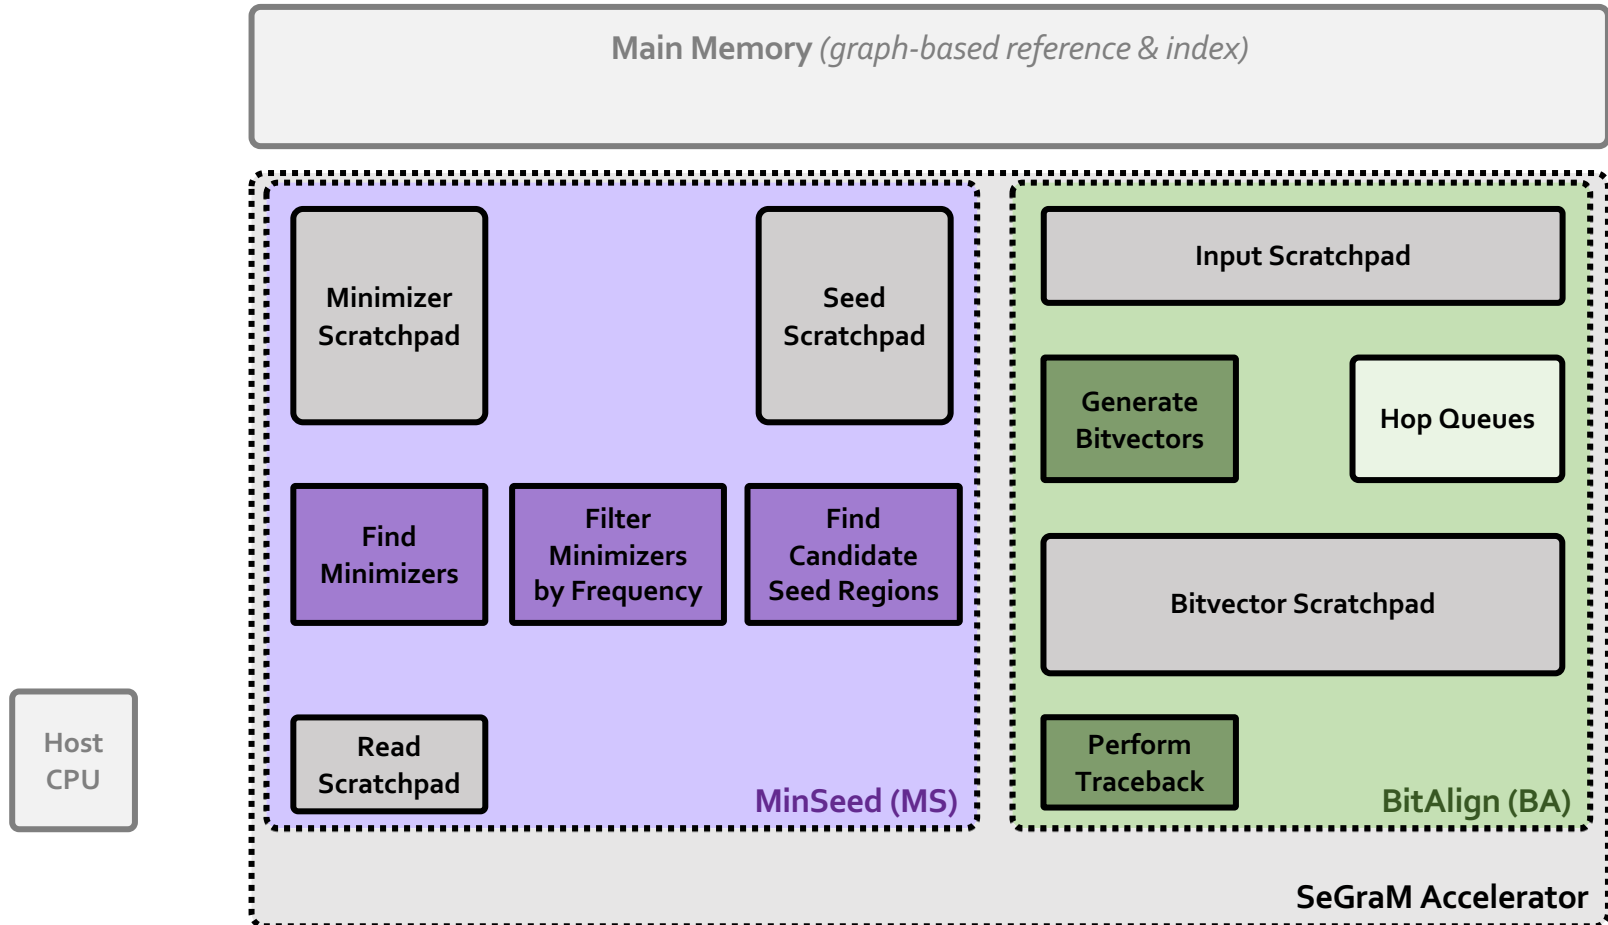 Main Memory (graph-based reference & index)
Minimizer
Scratchpad
Seed
Scratchpad
Find
Minimizers
Filter
Minimizers
by Frequency
Find
Candidate
Seed Regions
Read
Scratchpad
MinSeed (MS)
Input Scratchpad
Generate
Bitvectors
Hop Queues
Bitvector Scratchpad
Perform
Traceback
BitAlign (BA)
Host
CPU
SeGraM Accelerator